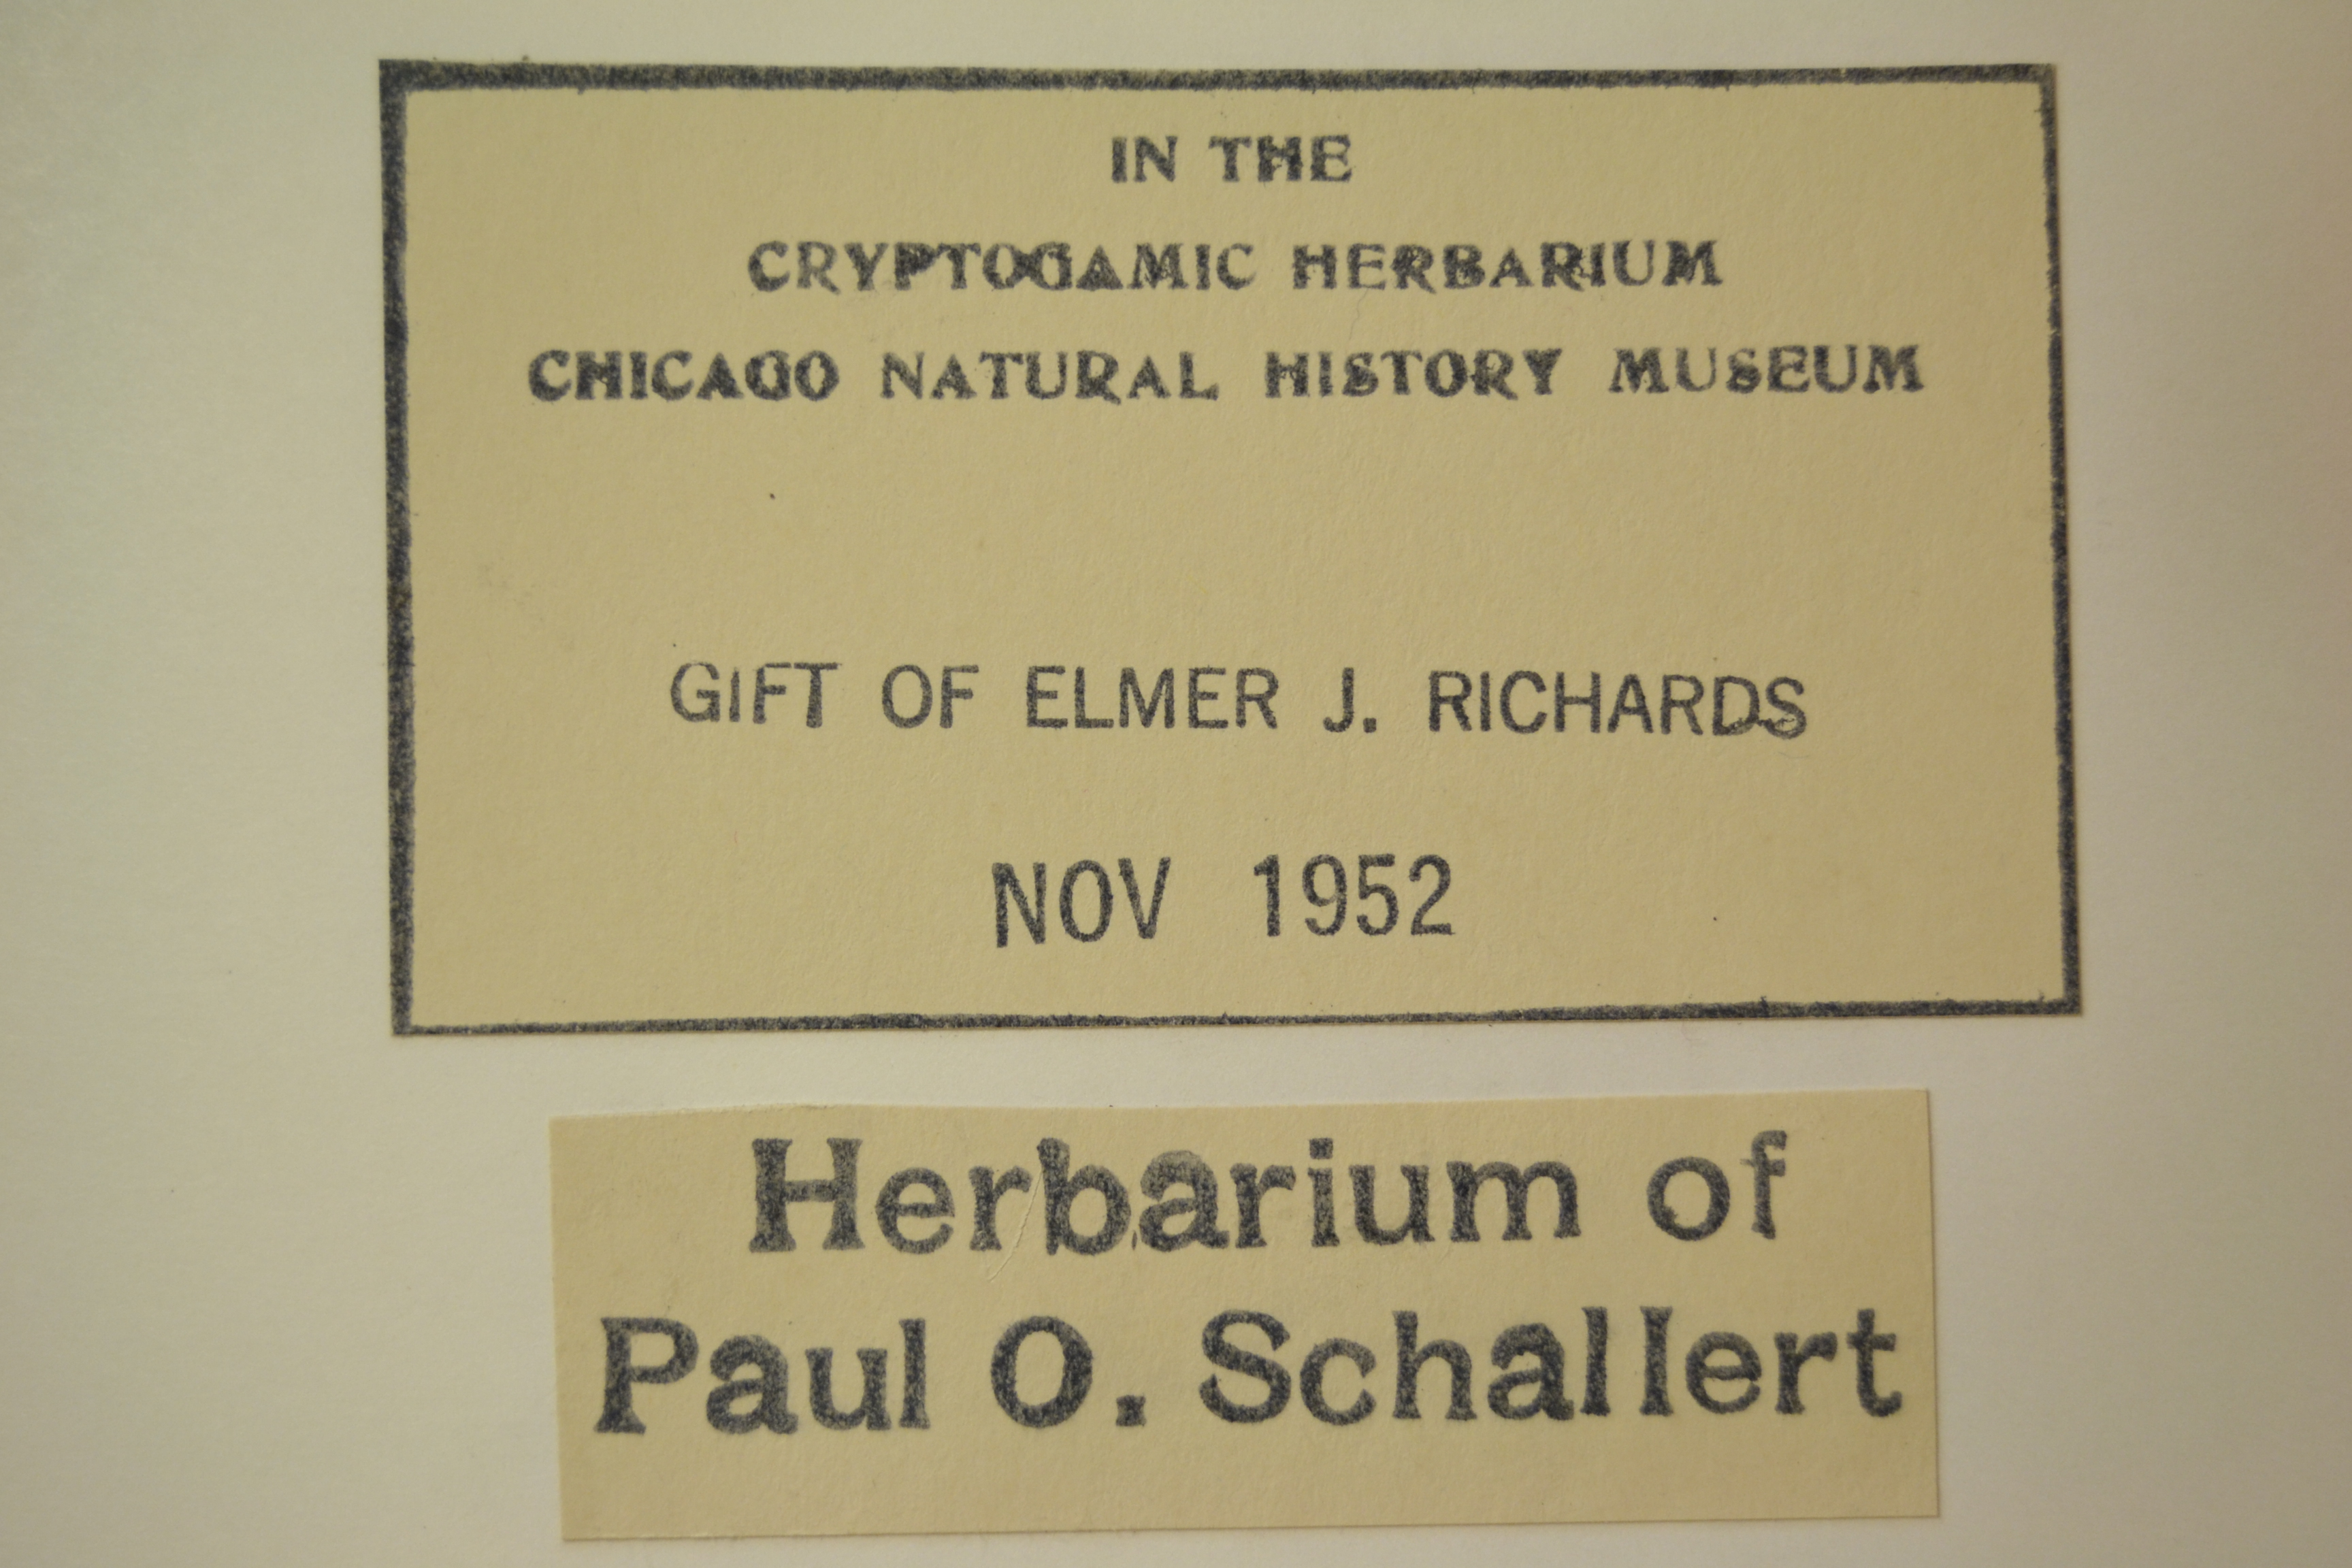 IN THE
CRYPTOGAMIC HERBARIUM
CHICAGO NATURAL HISTORY MUSEUM
GIFT OF ELMER J. RICHARDS
NOV 1952
Herbarium of
Paul O. Schallert